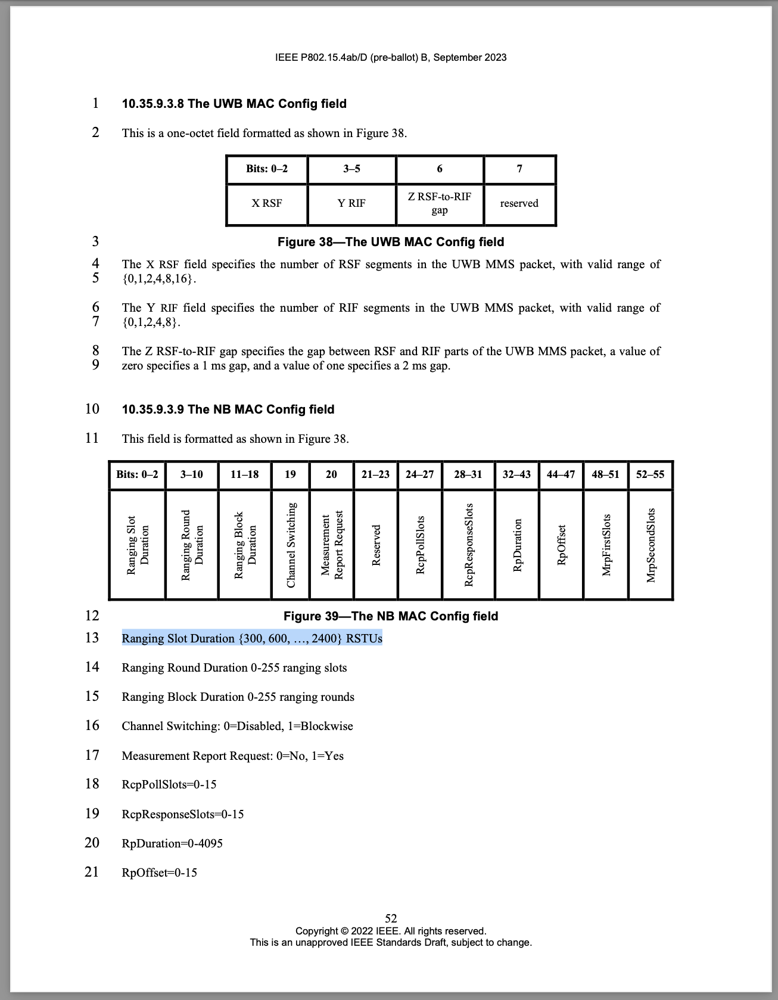 IEEE P802.15.4ab/D (pre-ballot) B, September 2023
1 10.35.9.3.8 The UWB MAC Config field
2 This is a one-octet field formatted as shown in Figure 38.
Bits: 0–2 3–5 6 7
X RSF Y RIF Z RSF-to-RIF gap reserved
3 Figure 38—The UWB MAC Config field
4 The X RSF field specifies the number of RSF segments in the UWB MMS packet, with valid range of
5 {0,1,2,4,8,16}.
6 The Y RIF field specifies the number of RIF segments in the UWB MMS packet, with valid range of
7 {0,1,2,4,8}.
8 The Z RSF-to-RIF gap specifies the gap between RSF and RIF parts of the UWB MMS packet, a value of
9 zero specifies a 1 ms gap, and a value of one specifies a 2 ms gap.
10 10.35.9.3.9 The NB MAC Config field
11 This field is formatted as shown in Figure 38.
Bits: 0–2 3–10 11–18 19 20 21–23 24–27 28–31 32–43 44–47 48–51 52–55
Ranging Slot Duration
Ranging Round Duration
Ranging Block Duration
Channel Switching
Measurement Report Request
Reserved
RcpPollSlots
RcpResponseSlots
RpDuration
RpOffset
MrpFirstSlots
MrpSecondSlots
12 Figure 39—The NB MAC Config field
13 Ranging Slot Duration {300, 600, …, 2400} RSTUs
14 Ranging Round Duration 0-255 ranging slots
15 Ranging Block Duration 0-255 ranging rounds
16 Channel Switching: 0=Disabled, 1=Blockwise
17 Measurement Report Request: 0=No, 1=Yes
18 RcpPollSlots=0-15
19 RcpResponseSlots=0-15
20 RpDuration=0-4095
21 RpOffset=0-15
52
Copyright © 2022 IEEE. All rights reserved.
This is an unapproved IEEE Standards Draft, subject to change.